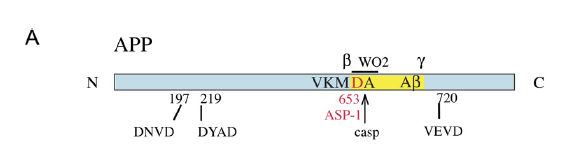 A
APP
β WO2 γ
N VKM DA Aβ C
197 219 653 720
ASP-1
DNVD DYAD casp VEVD